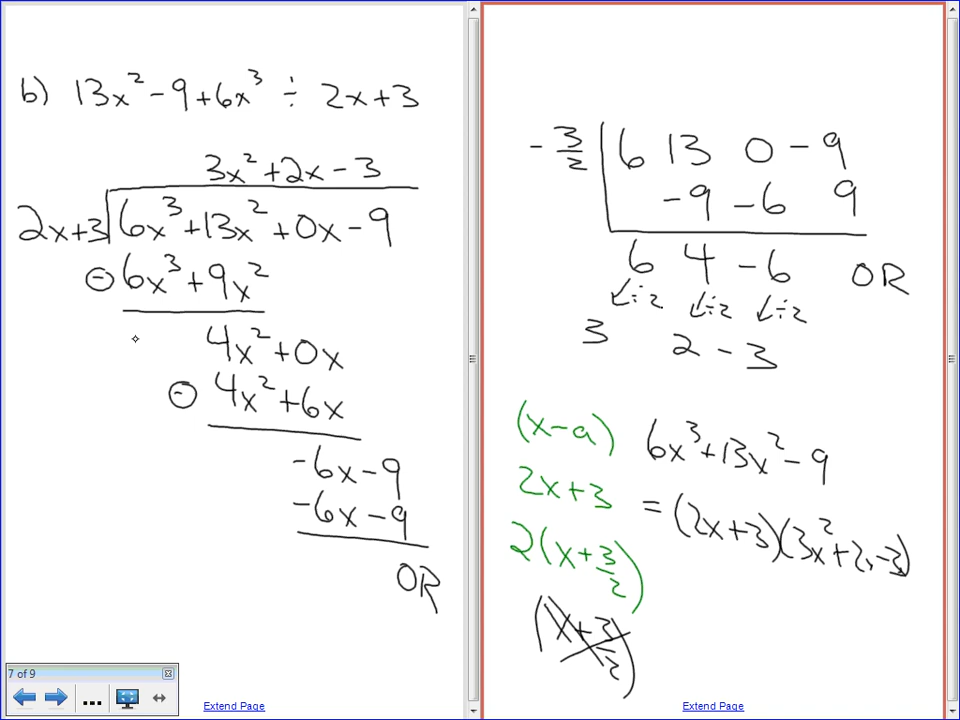 b) 13x² - 9 + 6x³ ÷ 2x + 3
3x² + 2x - 3
2x+3 6x³ + 13x² + 0x - 9
⊖ 6x³ + 9x²
4x² + 0x
⊖ 4x² + 6x
-6x - 9
-6x - 9
0R
7 of 9
...
Extend Page
-3/2 | 6 13 0 -9
-9 -6 9
6 4 -6 0R
↙÷2 ↙÷2 ↙÷2
3 2 -3
(x-a)
2x+3
2(x+3/2)
(x+3/2)
6x³ + 13x² - 9
= (2x+3)(3x²+2x-3)
Extend Page